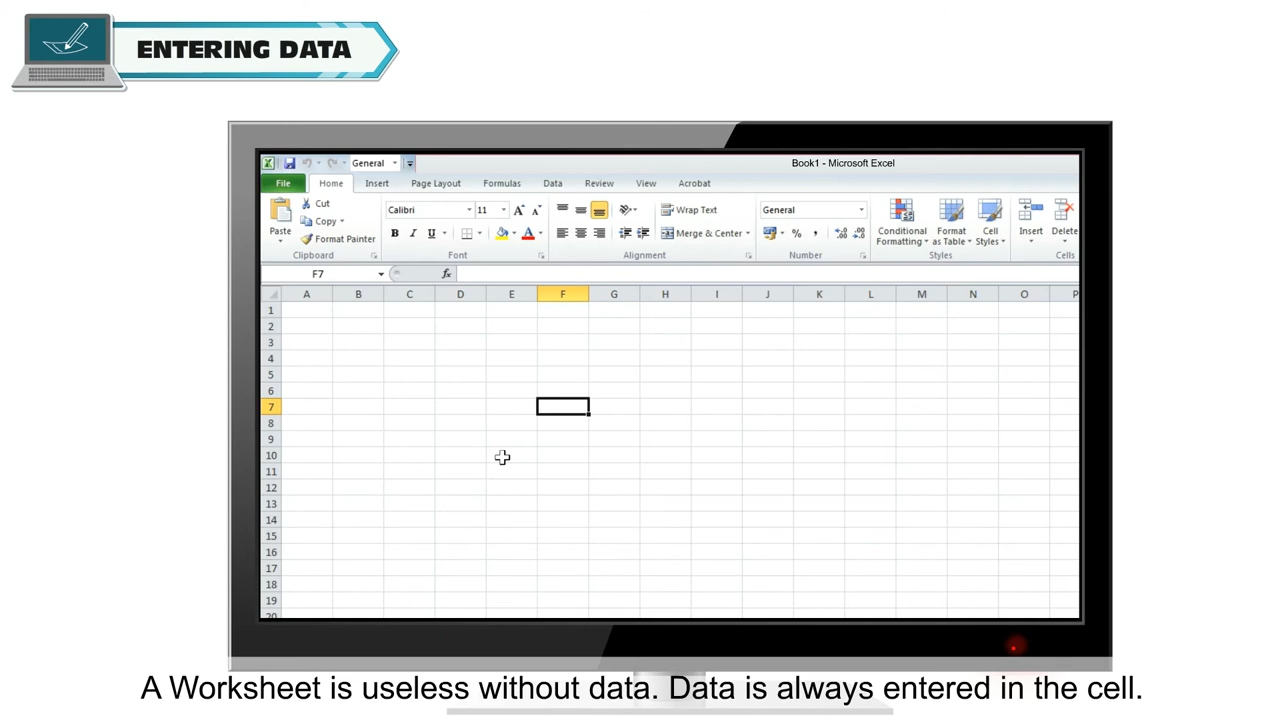 ENTERING DATA
General
Book1 - Microsoft Excel
File Home Insert Page Layout Formulas Data Review View Acrobat
Paste
Cut
Copy
Format Painter
Clipboard
Calibri 11
B I U A
Font
Wrap Text
Merge & Center
Alignment
General
% ,
Number
Conditional Formatting
Format as Table
Cell Styles
Styles
Insert
Delete
Cells
F7 fx
A B C D E F G H I J K L M N O P
1
2
3
4
5
6
7
8
9
10
11
12
13
14
15
16
17
18
19
20
A Worksheet is useless without data. Data is always entered in the cell.